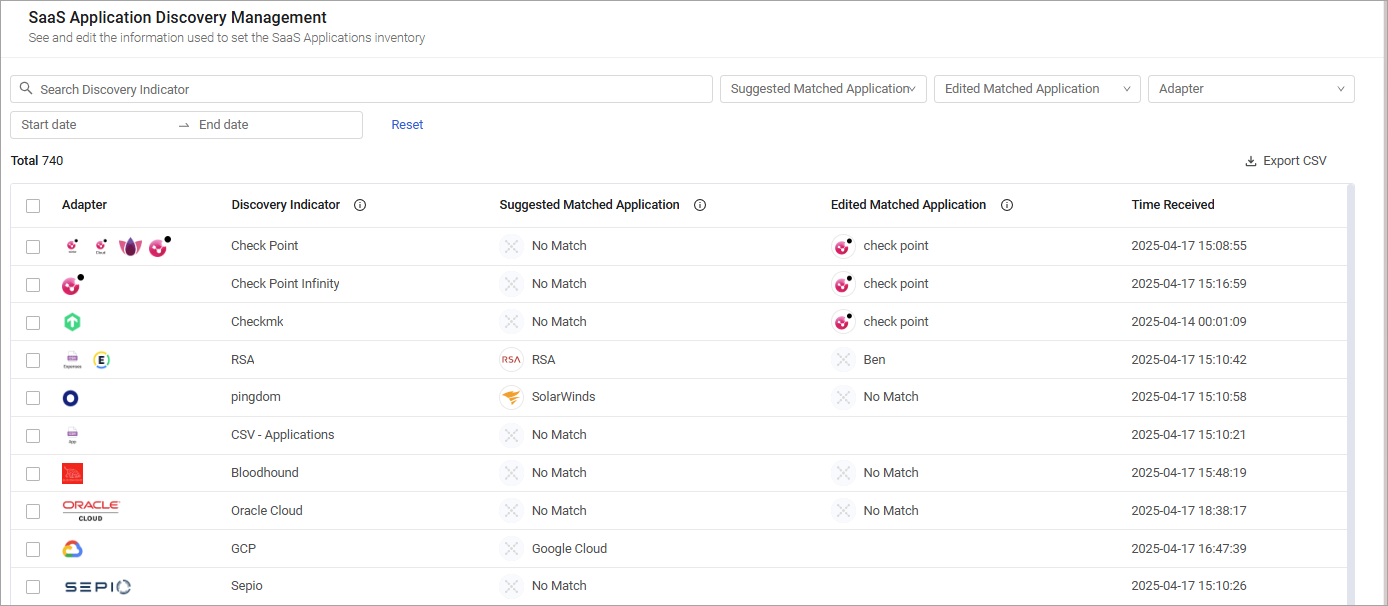 SaaS Application Discovery Management
See and edit the information used to set the SaaS Applications inventory
Search Discovery Indicator
Suggested Matched Application
Edited Matched Application
Adapter
Start date → End date
Reset
Total 740
Export CSV
Adapter Discovery Indicator Suggested Matched Application Edited Matched Application Time Received
Check Point No Match check point 2025-04-17 15:08:55
Check Point Infinity No Match check point 2025-04-17 15:16:59
Checkmk No Match check point 2025-04-14 00:01:09
E RSA RSA RSA Ben 2025-04-17 15:10:42
pingdom SolarWinds No Match 2025-04-17 15:10:58
App CSV - Applications No Match 2025-04-17 15:10:21
Bloodhound No Match No Match 2025-04-17 15:48:19
ORACLE
CLOUD
Oracle Cloud No Match No Match 2025-04-17 18:38:17
GCP Google Cloud 2025-04-17 16:47:39
SEPIO Sepio No Match 2025-04-17 15:10:26